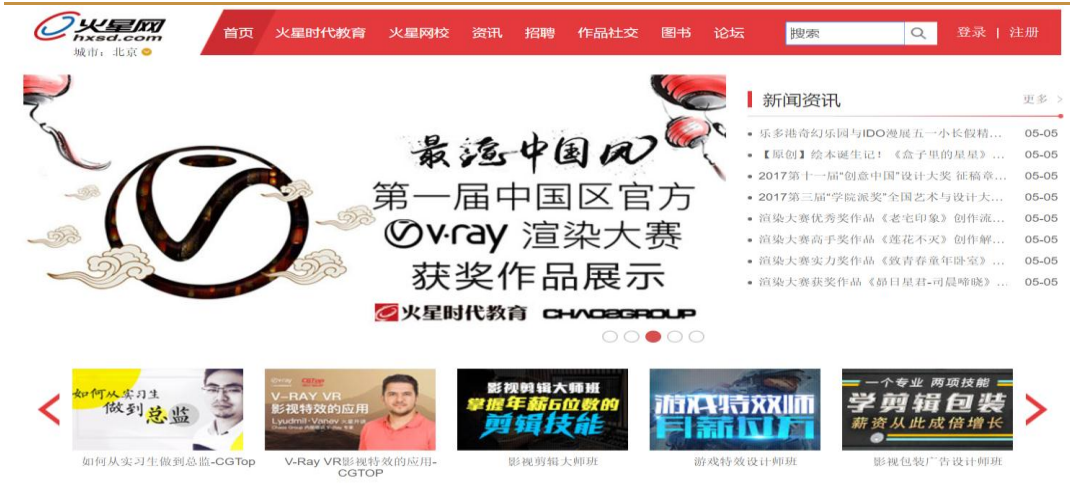 火星网
hxsd.com
城市：北京
首页 火星时代教育 火星网校 资讯 招聘 作品社交 图书 论坛 搜索 登录 | 注册
最炫中国风
第一届中国区官方
v·ray 渲染大赛
获奖作品展示
火星时代教育 CHAOSGROUP
新闻资讯 更多 >
乐多港奇幻乐园与IDO漫展五一小长假精... 05-05
【原创】绘本诞生记！《盒子里的星星》... 05-05
2017第十一届“创意中国”设计大奖 征稿章... 05-05
2017第三届“学院派奖”全国艺术与设计大... 05-05
渲染大赛优秀奖作品《老宅印象》创作流... 05-05
渲染大赛高手奖作品《莲花不灭》创作解... 05-05
渲染大赛实力奖作品《致青春童年卧室》... 05-05
渲染大赛获奖作品《昴日星君-司晨啼晓》... 05-05
如何从实习生
做到总监
V-RAY VR
影视特效的应用
Lyudmil·Vanev
影视剪辑大师班
掌握年薪6位数的
剪辑技能
游戏特效师
月薪过万
一个专业 两项技能
学剪辑包装
薪资从此成倍增长
如何从实习生做到总监-CGTop
V-Ray VR影视特效的应用-
CGTOP
影视剪辑大师班
游戏特效设计师班
影视包装广告设计师班